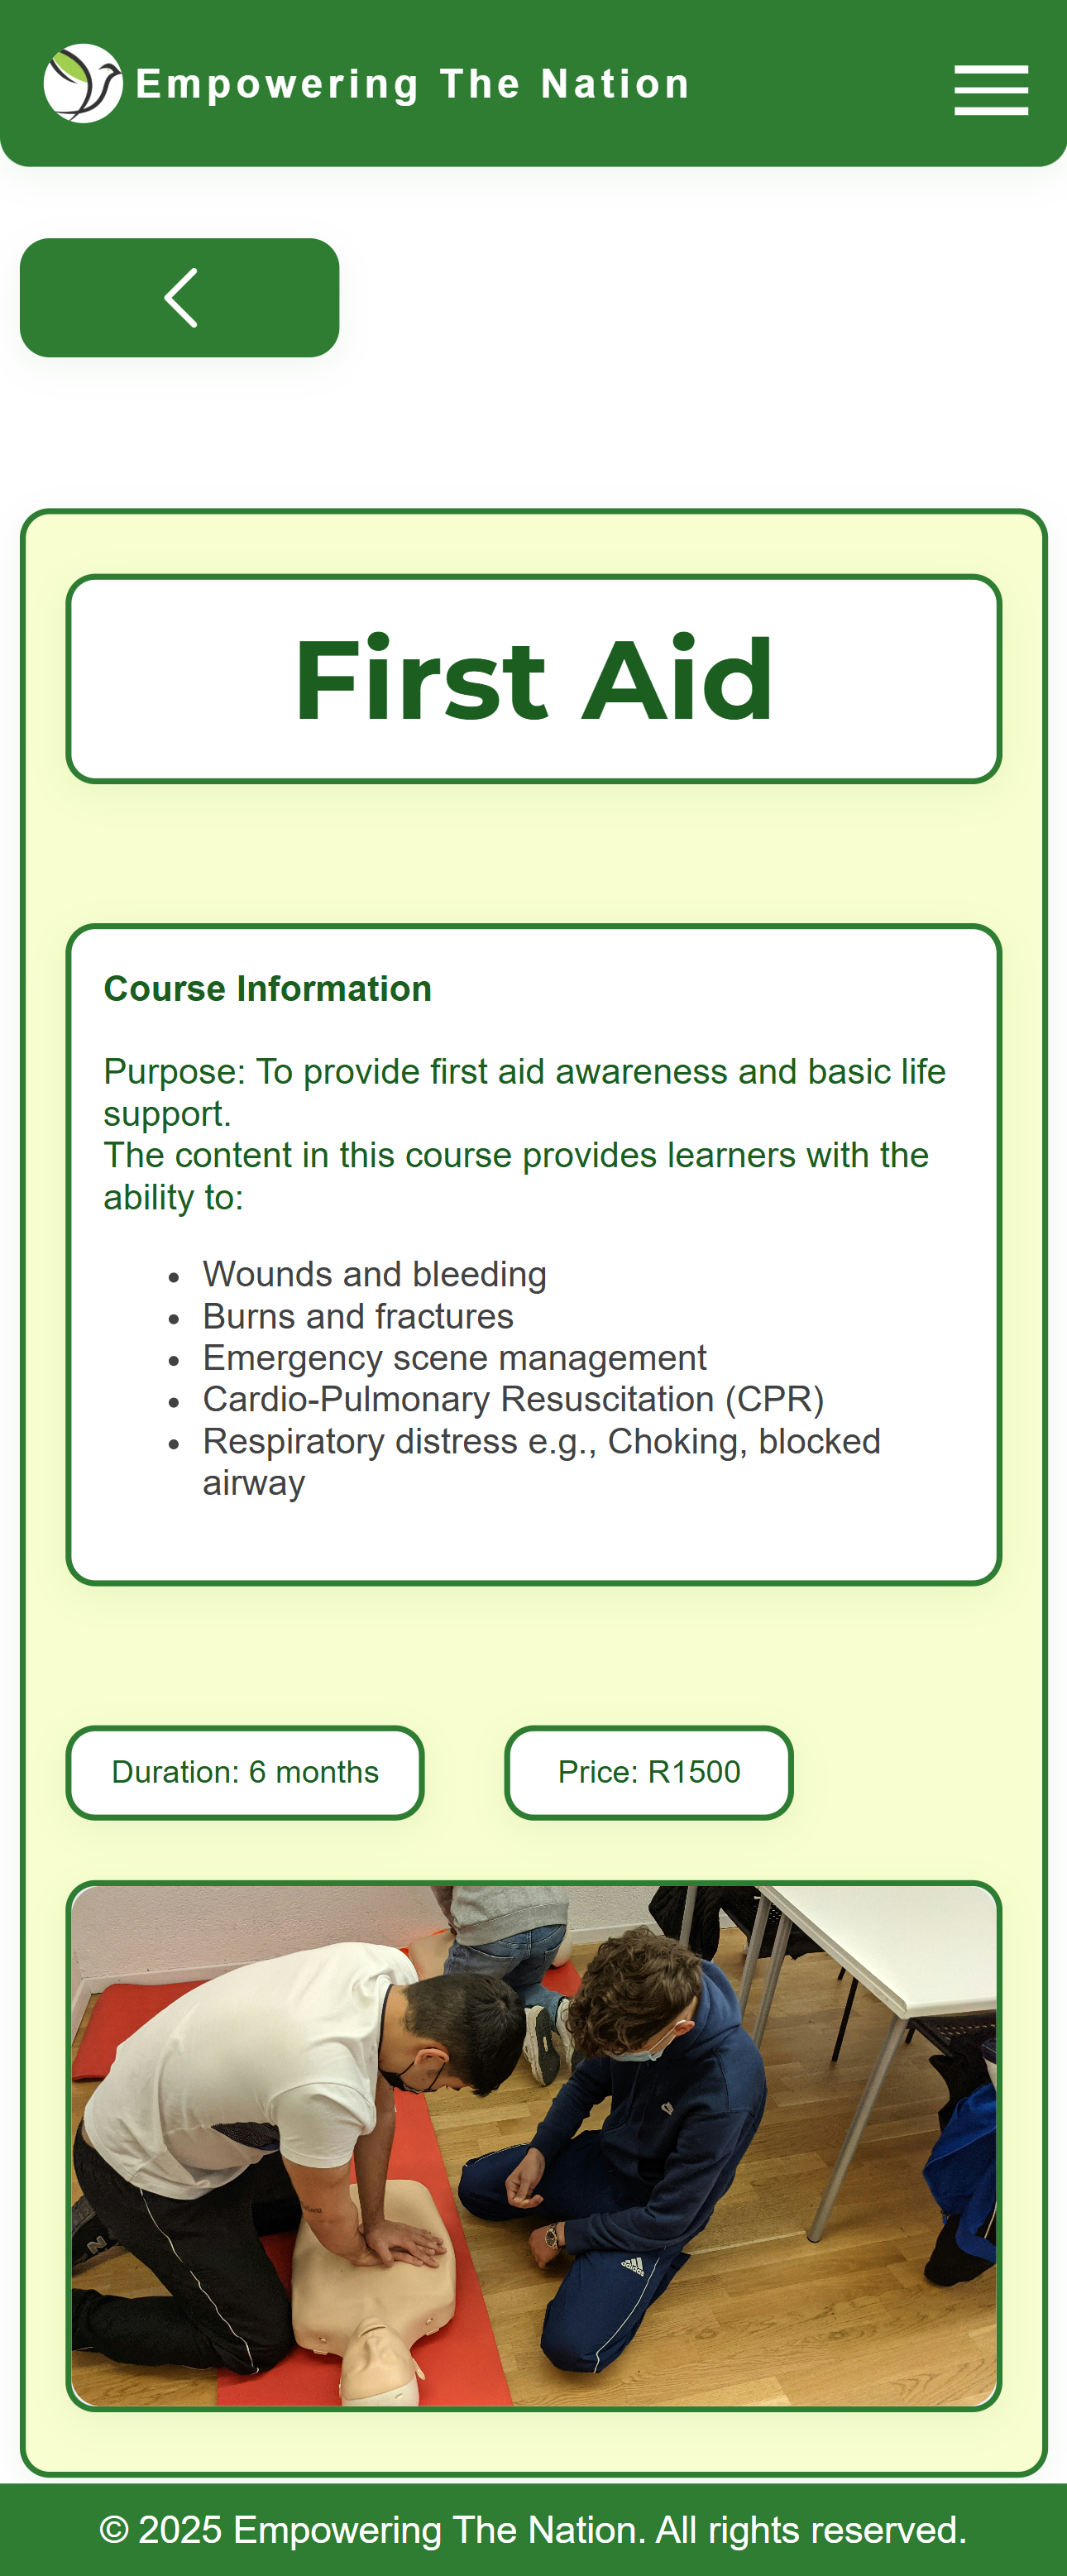 Empowering The Nation
First Aid
Course Information
Purpose: To provide first aid awareness and basic life
support.
The content in this course provides learners with the
ability to:
• Wounds and bleeding
• Burns and fractures
• Emergency scene management
• Cardio-Pulmonary Resuscitation (CPR)
• Respiratory distress e.g., Choking, blocked
airway
Duration: 6 months
Price: R1500
adidas
© 2025 Empowering The Nation. All rights reserved.